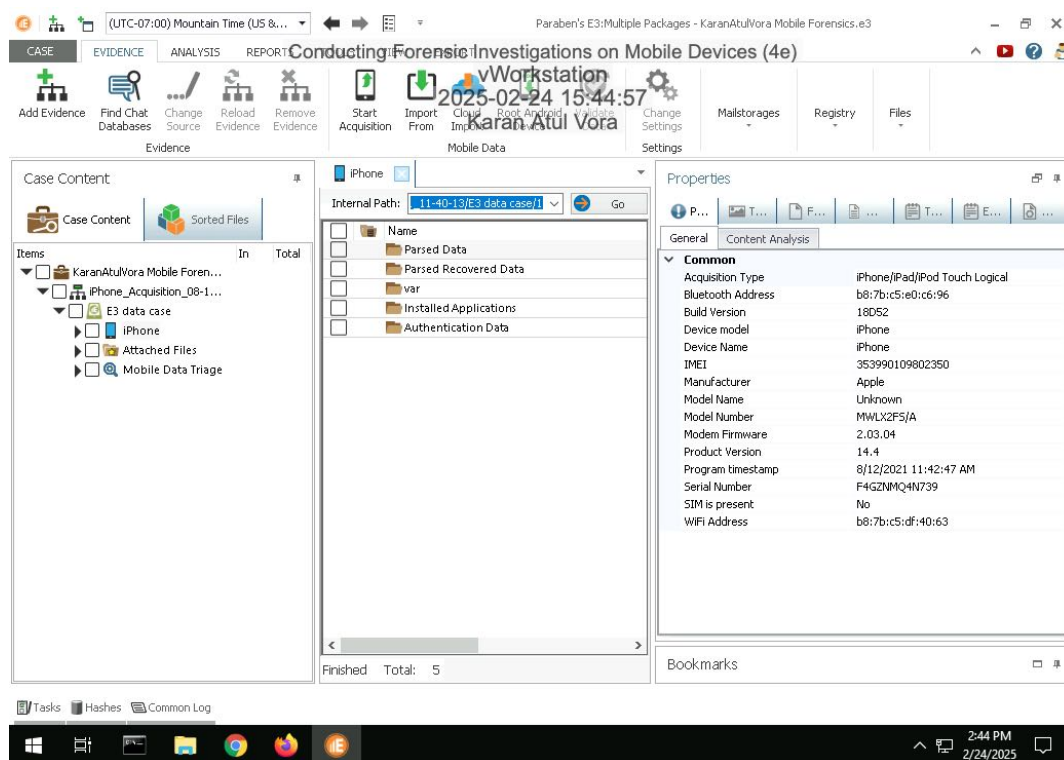 (UTC-07:00) Mountain Time (US &...
Paraben's E3:Multiple Packages - KaranAtulVora Mobile Forensics.e3
CASE
EVIDENCE
ANALYSIS
REPORTS
Conducting Forensic Investigations on Mobile Devices (4e)
vWorkstation
2025-02-24 15:44:57
Karan Atul Vora
Add Evidence
Find Chat
Databases
Change
Source
Reload
Evidence
Remove
Evidence
Evidence
Start
Acquisition
Import
From
Cloud
Import
Root Android
Device
Validate
Mobile Data
Change
Settings
Settings
Mailstorages
Registry
Files
Case Content
Case Content
Sorted Files
Items In Total
KaranAtulVora Mobile Foren...
iPhone_Acquisition_08-1...
E3 data case
iPhone
Attached Files
Mobile Data Triage
iPhone
Internal Path: _11-40-13/E3 data case/1 Go
Name
Parsed Data
Parsed Recovered Data
var
Installed Applications
Authentication Data
Finished Total: 5
Properties
P... T... F... ... T... E... ...
General Content Analysis
Common
Acquisition Type iPhone/iPad/iPod Touch Logical
Bluetooth Address b8:7b:c5:e0:c6:96
Build Version 18D52
Device model iPhone
Device Name iPhone
IMEI 353990109802350
Manufacturer Apple
Model Name Unknown
Model Number MWLX2FS/A
Modem Firmware 2.03.04
Product Version 14.4
Program timestamp 8/12/2021 11:42:47 AM
Serial Number F4GZNMQ4N739
SIM is present No
WiFi Address b8:7b:c5:df:40:63
Bookmarks
Tasks Hashes Common Log
2:44 PM
2/24/2025